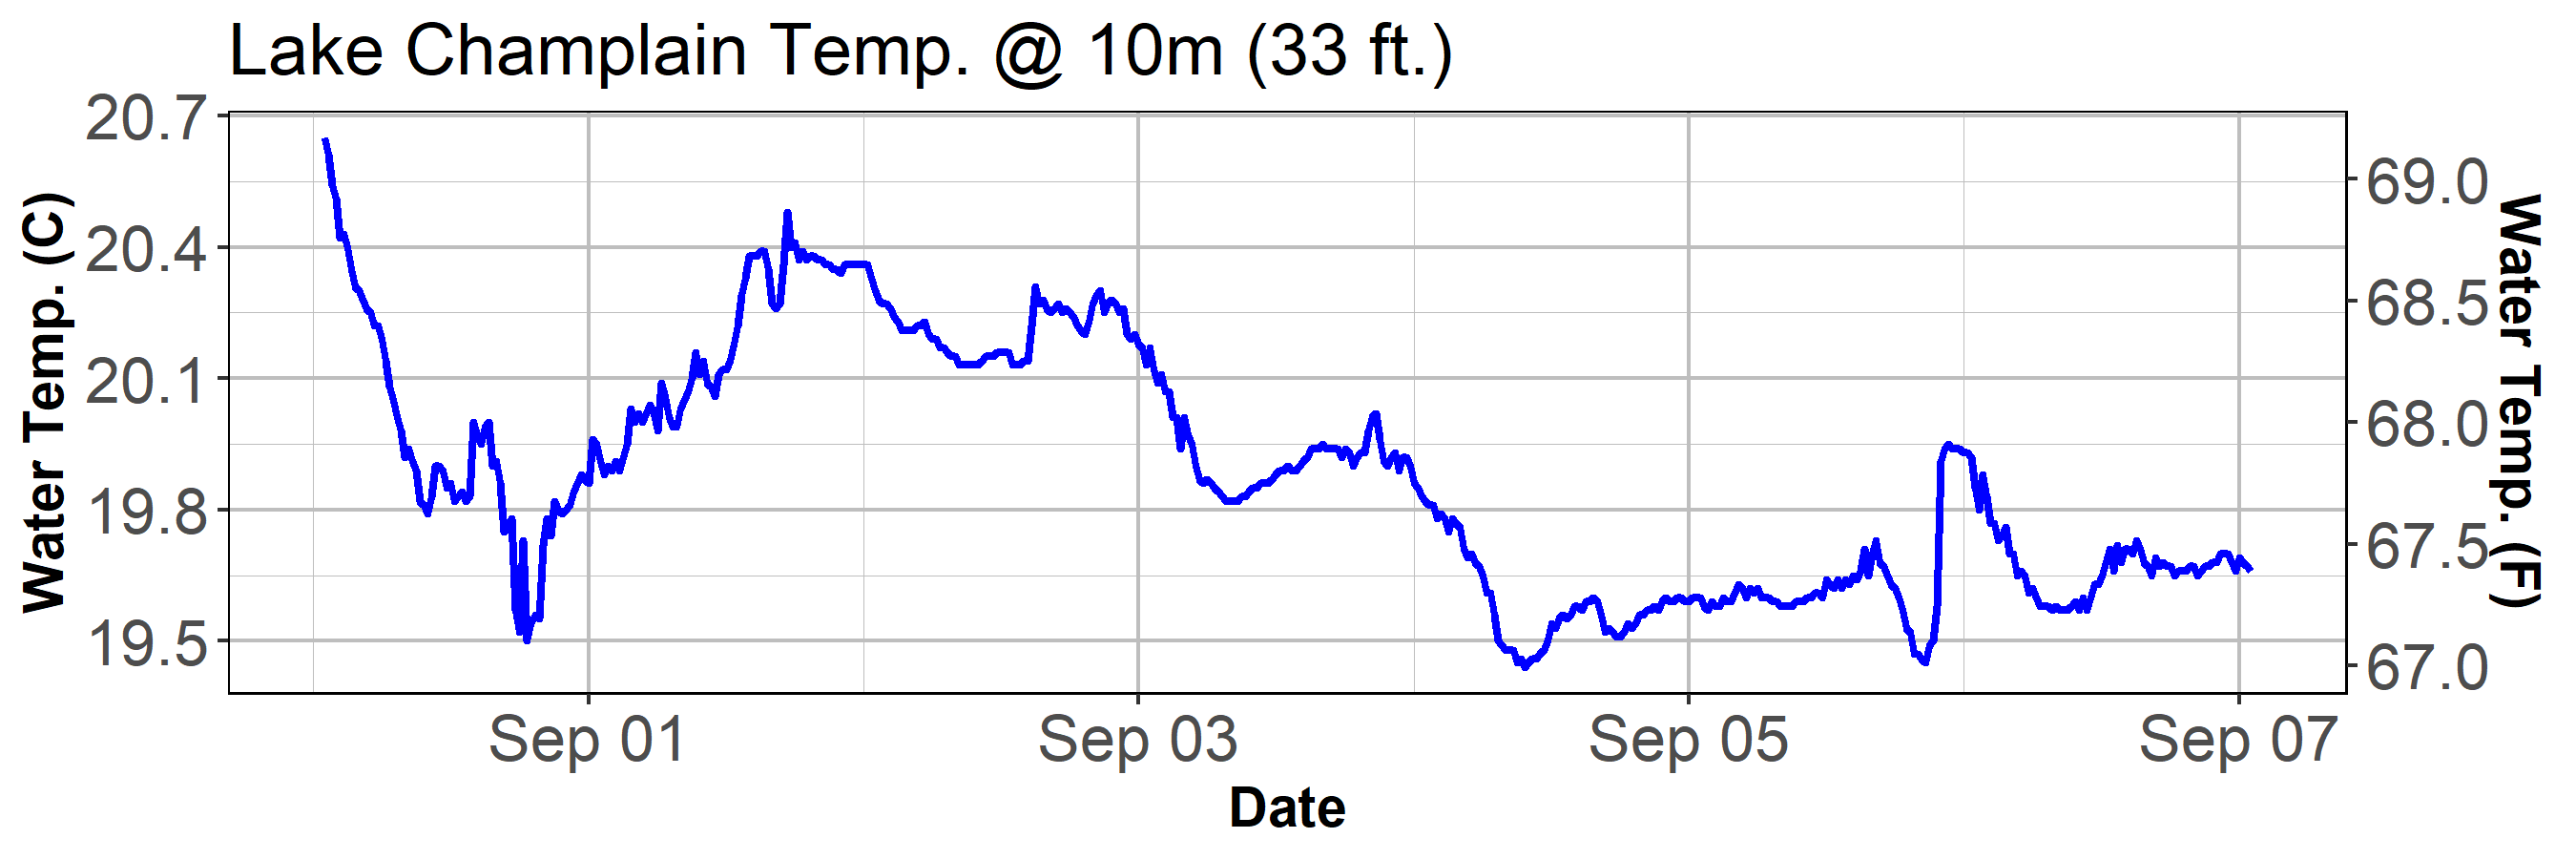 Lake Champlain Temp. @ 10m (33 ft.)
Water Temp. (C)
20.7
20.4
20.1
19.8
19.5
69.0
68.5
68.0
67.5
67.0
Water Temp. (F)
Sep 01 Sep 03 Sep 05 Sep 07
Date